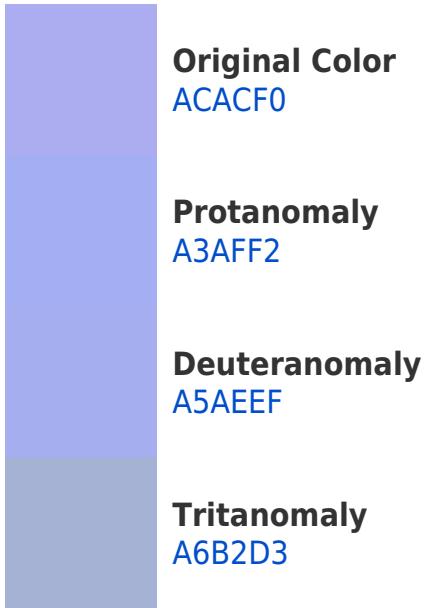 Original Color
ACACF0
Protanomaly
A3AFF2
Deuteranomaly
A5AEEF
Tritanomaly
A6B2D3